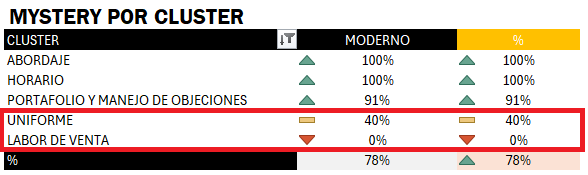 MYSTERY POR CLUSTER
CLUSTER MODERNO %
ABORDAJE 100% 100%
HORARIO 100% 100%
PORTAFOLIO Y MANEJO DE OBJECIONES 91% 91%
UNIFORME 40% 40%
LABOR DE VENTA 0% 0%
% 78% 78%